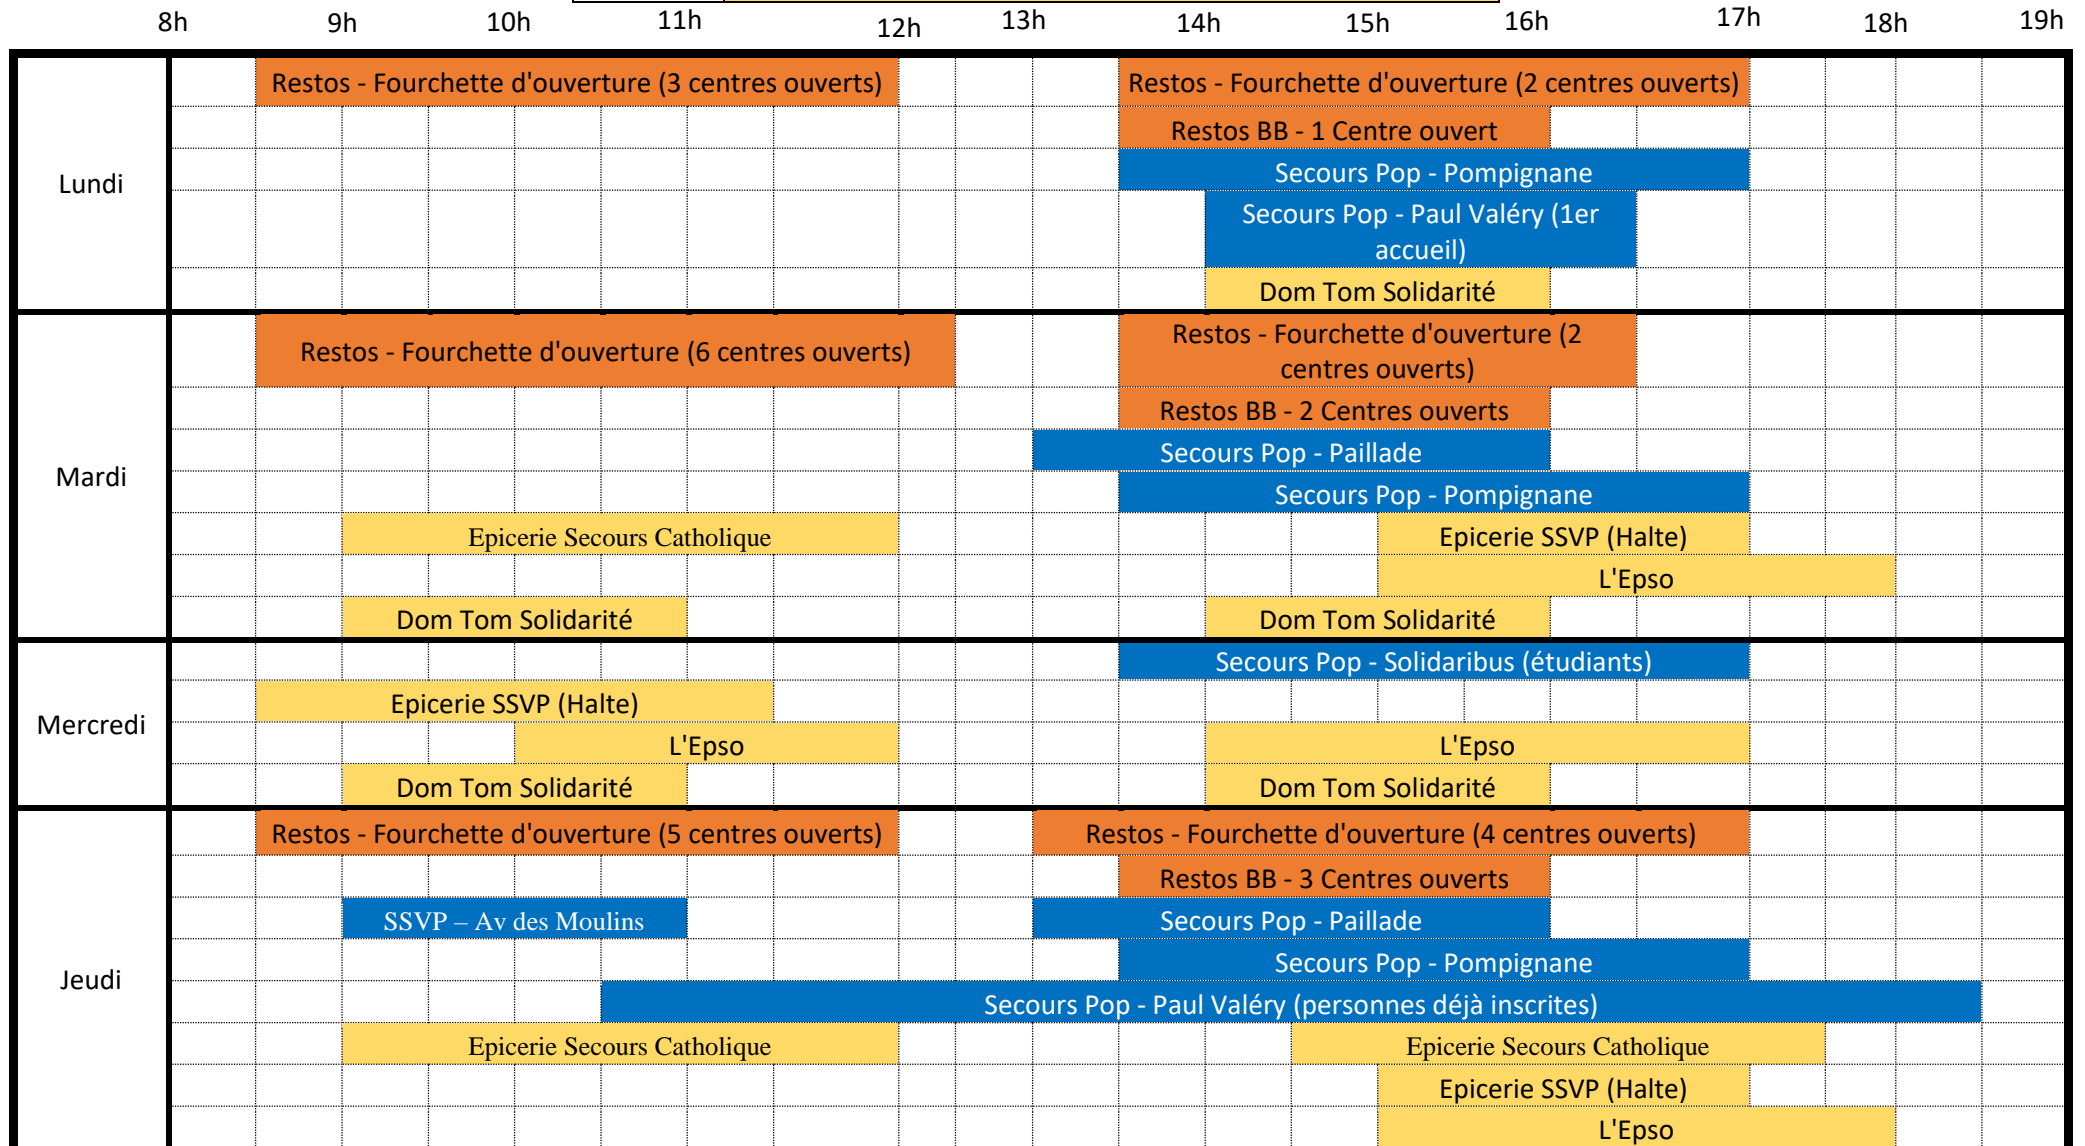 8h 9h 10h 11h 12h 13h 14h 15h 16h 17h 18h 19h
Lundi
Restos - Fourchette d'ouverture (3 centres ouverts)
Restos - Fourchette d'ouverture (2 centres ouverts)
Restos BB - 1 Centre ouvert
Secours Pop - Pompignane
Secours Pop - Paul Valéry (1er
accueil)
Dom Tom Solidarité
Mardi
Restos - Fourchette d'ouverture (6 centres ouverts)
Restos - Fourchette d'ouverture (2
centres ouverts)
Restos BB - 2 Centres ouverts
Secours Pop - Paillade
Secours Pop - Pompignane
Epicerie Secours Catholique
Epicerie SSVP (Halte)
L'Epso
Dom Tom Solidarité
Dom Tom Solidarité
Mercredi
Secours Pop - Solidaribus (étudiants)
Epicerie SSVP (Halte)
L'Epso
L'Epso
Dom Tom Solidarité
Dom Tom Solidarité
Jeudi
Restos - Fourchette d'ouverture (5 centres ouverts)
Restos - Fourchette d'ouverture (4 centres ouverts)
Restos BB - 3 Centres ouverts
SSVP – Av des Moulins
Secours Pop - Paillade
Secours Pop - Pompignane
Secours Pop - Paul Valéry (personnes déjà inscrites)
Epicerie Secours Catholique
Epicerie Secours Catholique
Epicerie SSVP (Halte)
L'Epso